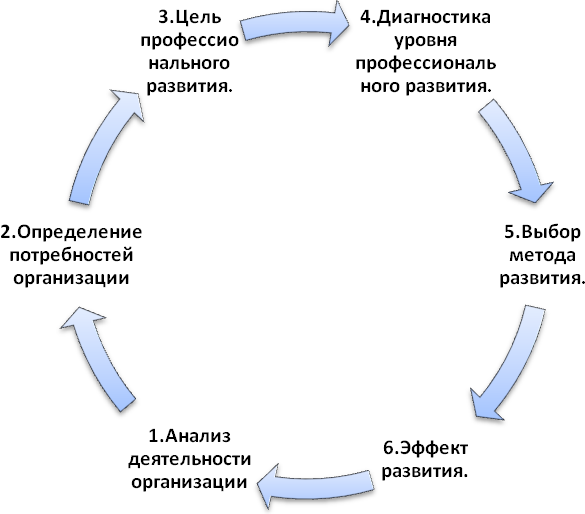 1.Анализ
деятельности
организации
2.Определение
потребностей
организации
3.Цель
профессио
нального
развития.
4.Диагностика
уровня
профессиональ
ного развития.
5.Выбор
метода
развития.
6.Эффект
развития.